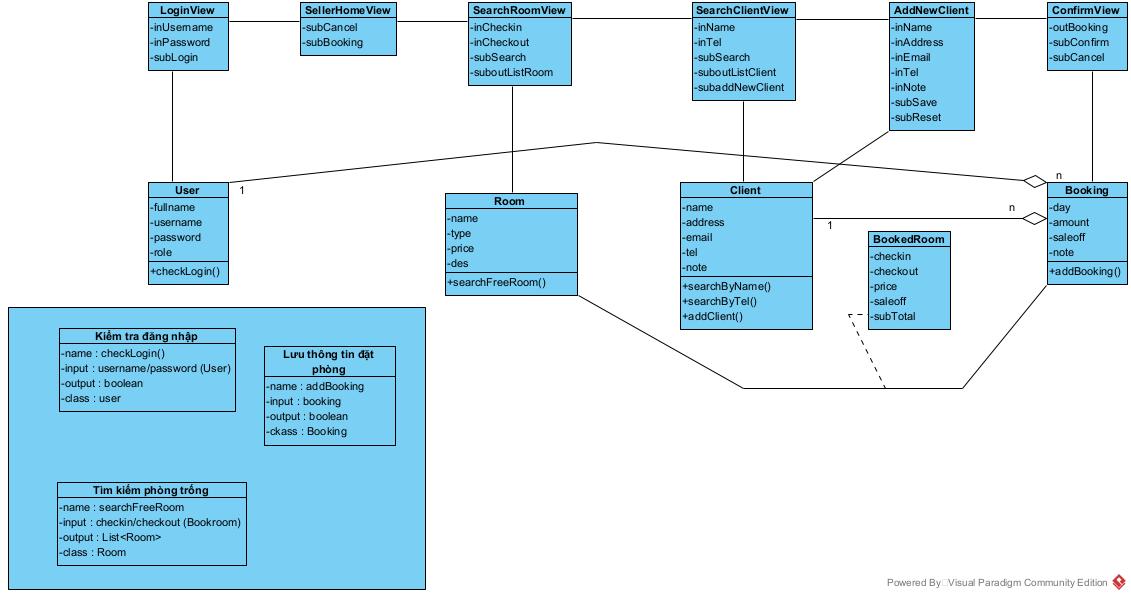 LoginView
-inUsername
-inPassword
-subLogin
SellerHomeView
-subCancel
-subBooking
SearchRoomView
-inCheckin
-inCheckout
-subSearch
-suboutListRoom
SearchClientView
-inName
-inTel
-subSearch
-suboutListClient
-subaddNewClient
AddNewClient
-inName
-inAddress
-inEmail
-inTel
-inNote
-subSave
-subReset
ConfirmView
-outBooking
-subConfirm
-subCancel
User
-fullname
-username
-password
-role
+checkLogin()
1
Room
-name
-type
-price
-des
+searchFreeRoom()
Client
-name
-address
-email
-tel
-note
+searchByName()
+searchByTel()
+addClient()
1
n
n
BookedRoom
-checkin
-checkout
-price
-saleoff
-subTotal
Booking
-day
-amount
-saleoff
-note
+addBooking()
Kiểm tra đăng nhập
-name : checkLogin()
-input : username/password (User)
-output : boolean
-class : user
Lưu thông tin đặt
phòng
-name : addBooking
-input : booking
-output : boolean
-ckass : Booking
Tìm kiếm phòng trống
-name : searchFreeRoom
-input : checkin/checkout (Bookroom)
-output : List<Room>
-class : Room
Powered By Visual Paradigm Community Edition